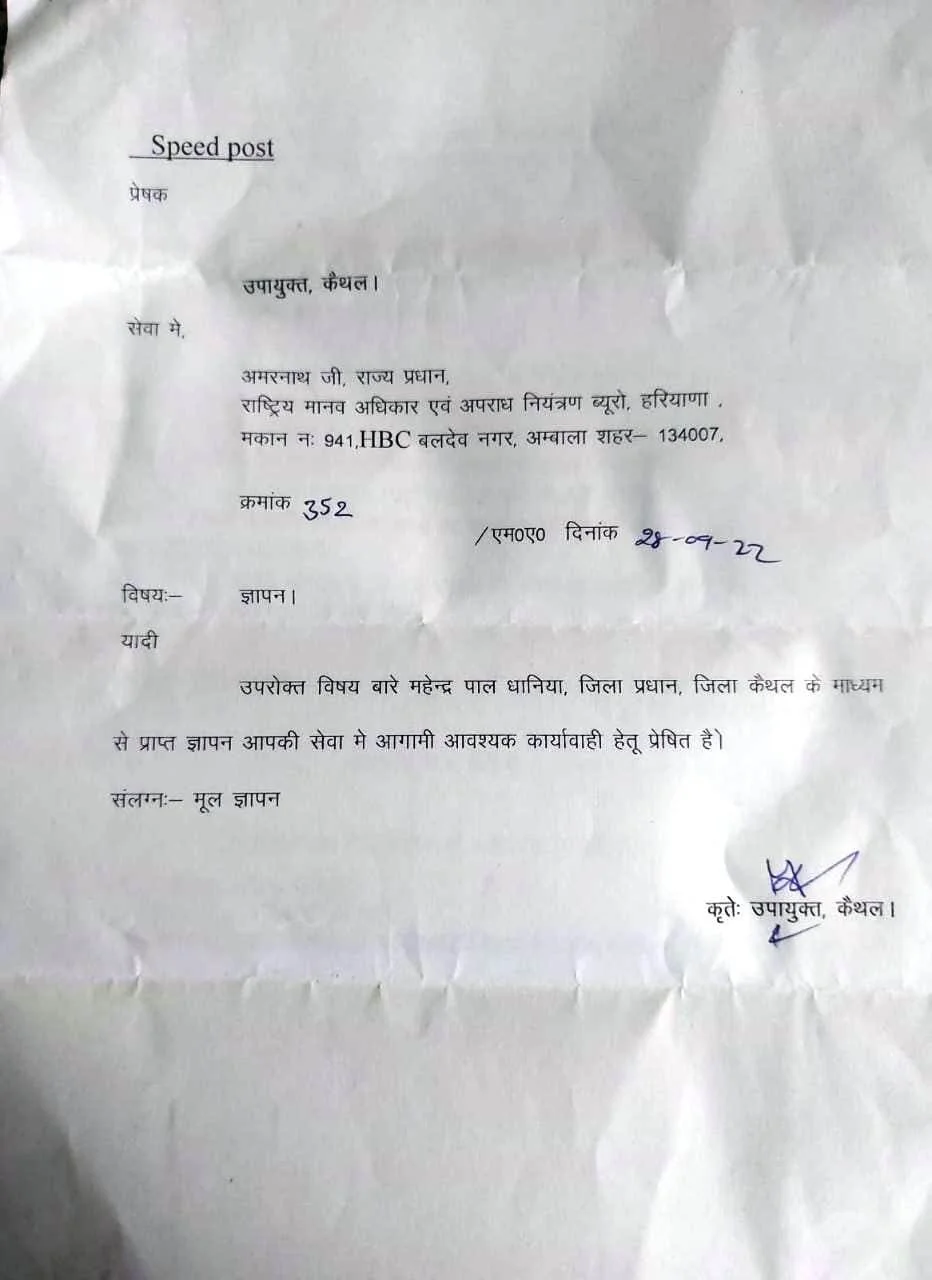 Speed post
प्रेषक
उपायुक्त, कैथल।
सेवा मे,
अमरनाथ जी, राज्य प्रधान,
राष्ट्रिय मानव अधिकार एवं अपराध नियंत्रण ब्यूरो, हरियाणा ,
मकान नः 941,HBC बलदेव नगर, अम्बाला शहर– 134007,
क्रमांक 352
/एम0ए0 दिनांक 28-09-22
विषयः– ज्ञापन।
यादी
उपरोक्त विषय बारे महेन्द्र पाल धानिया, जिला प्रधान, जिला कैथल के माध्यम
से प्राप्त ज्ञापन आपकी सेवा मे आगामी आवश्यक कार्यावाही हेतू प्रेषित है।
संलग्नः– मूल ज्ञापन
कृतेः उपायुक्त, कैथल।